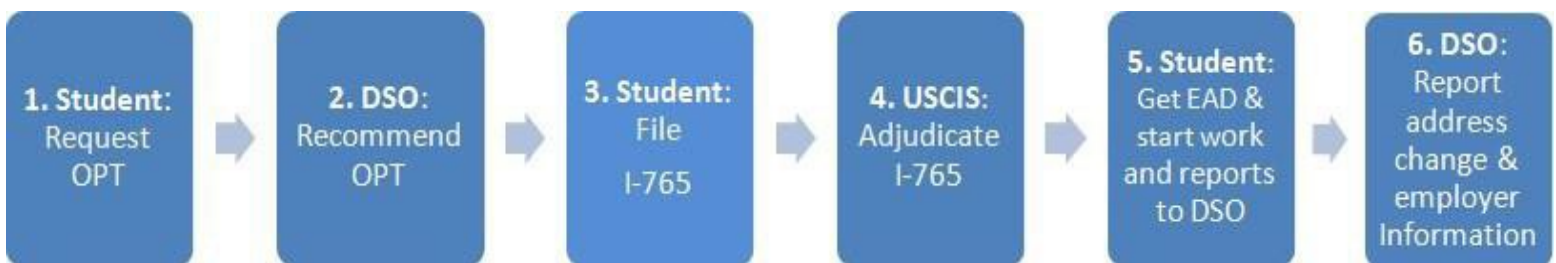 1. Student:
Request
OPT
2. DSO:
Recommend
OPT
3. Student:
File
I-765
4. USCIS:
Adjudicate
I-765
5. Student:
Get EAD &
start work
and reports
to DSO
6. DSO:
Report
address
change &
employer
Information